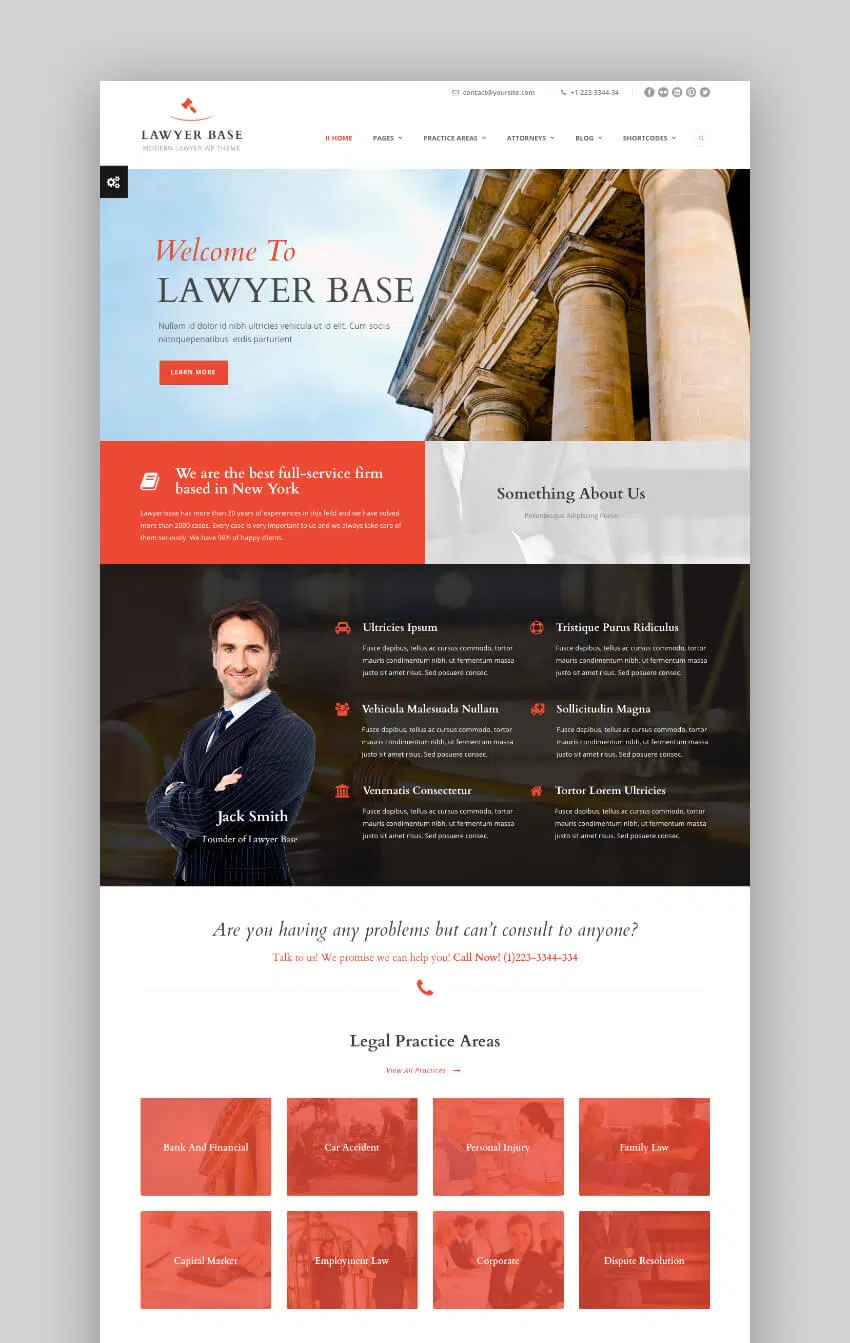 contact@yoursite.com
+1-223-3344-34
LAWYER BASE
MODERN LAWYER WP THEME
HOME
PAGES
PRACTICE AREAS
ATTORNEYS
BLOG
SHORTCODES
Welcome To
LAWYER BASE
Nullam id dolor id nibh ultricies vehicula ut id elit. Cum sociis
natoquepenatibus etdis parturient
LEARN MORE
We are the best full-service firm
based in New York
Lawyer base has more than 20 years of experiences in this feild and we have solved
more than 2000 cases. Every case is very important to us and we always take care of
them seriously. We have 98% of happy clients.
Something About Us
Pellentesque Adipiscing Purus
Ultricies Ipsum
Fusce dapibus, tellus ac cursus commodo, tortor
mauris condimentum nibh, ut fermentum massa
justo sit amet risus. Sed posuere consec.
Tristique Purus Ridiculus
Fusce dapibus, tellus ac cursus commodo, tortor
mauris condimentum nibh, ut fermentum massa
justo sit amet risus. Sed posuere consec.
Vehicula Malesuada Nullam
Fusce dapibus, tellus ac cursus commodo, tortor
mauris condimentum nibh, ut fermentum massa
justo sit amet risus. Sed posuere consec.
Sollicitudin Magna
Fusce dapibus, tellus ac cursus commodo, tortor
mauris condimentum nibh, ut fermentum massa
justo sit amet risus. Sed posuere consec.
Venenatis Consectetur
Fusce dapibus, tellus ac cursus commodo, tortor
mauris condimentum nibh, ut fermentum massa
justo sit amet risus. Sed posuere consec.
Tortor Lorem Ultricies
Fusce dapibus, tellus ac cursus commodo, tortor
mauris condimentum nibh, ut fermentum massa
justo sit amet risus. Sed posuere consec.
Jack Smith
Founder of Lawyer Base
Are you having any problems but can't consult to anyone?
Talk to us! We promise we can help you! Call Now! (1)223-3344-334
Legal Practice Areas
View All Practices →
Bank And Financial
Car Accident
Personal Injury
Family Law
Capital Market
Employment Law
Corporate
Dispute Resolution